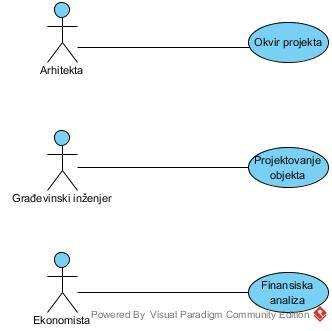 Okvir projekta
Arhitekta
Projektovanje
objekta
Građevinski inženjer
Finansiska
analiza
Ekonomista
Powered By Visual Paradigm Community Edition